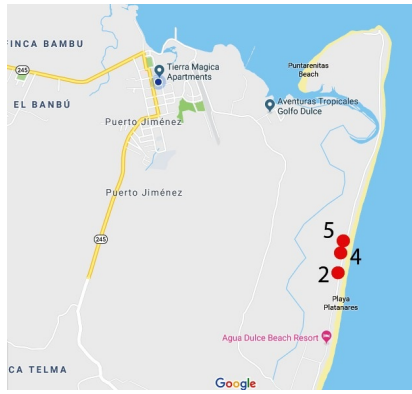 FINCA BAMBU
Puntarenitas
Beach
245
Tierra Magica
Apartments
EL BANBÚ
Aventuras Tropicales
Golfo Dulce
Puerto Jiménez
Puerto Jiménez
245
5
4
2
Playa
Platanares
Agua Dulce Beach Resort
CA TELMA
Google